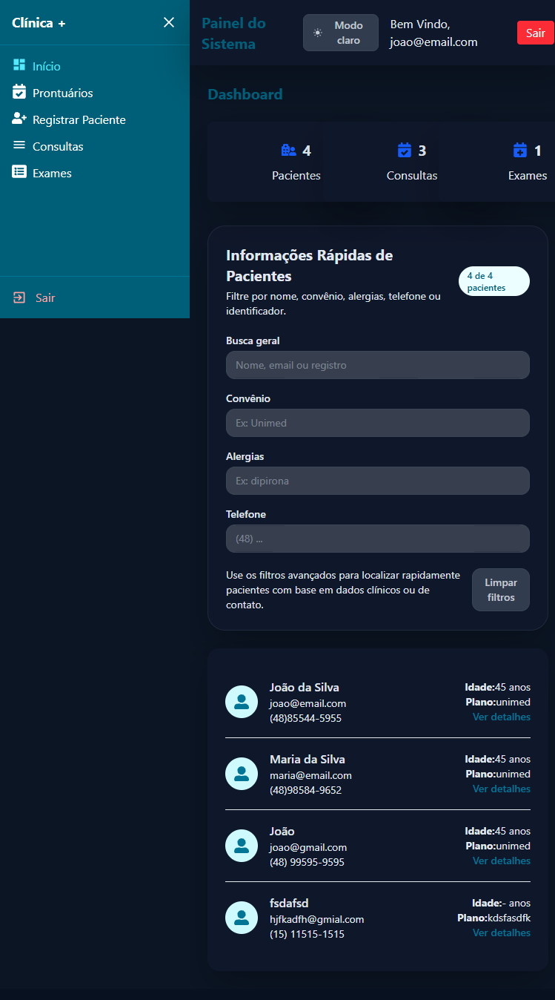 Clínica +
Início
Prontuários
Registrar Paciente
Consultas
Exames
Sair
Painel do
Sistema
Modo
claro
Bem Vindo,
joao@email.com
Sair
Dashboard
4
Pacientes
3
Consultas
1
Exames
Informações Rápidas de
Pacientes
Filtre por nome, convênio, alergias, telefone ou
identificador.
4 de 4
pacientes
Busca geral
Nome, email ou registro
Convênio
Ex: Unimed
Alergias
Ex: dipirona
Telefone
(48) ...
Use os filtros avançados para localizar rapidamente
pacientes com base em dados clínicos ou de
contato.
Limpar
filtros
João da Silva
joao@email.com
(48)85544-5955
Idade:45 anos
Plano:unimed
Ver detalhes
Maria da Silva
maria@email.com
(48)98584-9652
Idade:45 anos
Plano:unimed
Ver detalhes
João
joao@gmail.com
(48) 99595-9595
Idade:45 anos
Plano:unimed
Ver detalhes
fsdafsd
hjfkadfh@gmial.com
(15) 11515-1515
Idade:- anos
Plano:kdsfasdfk
Ver detalhes